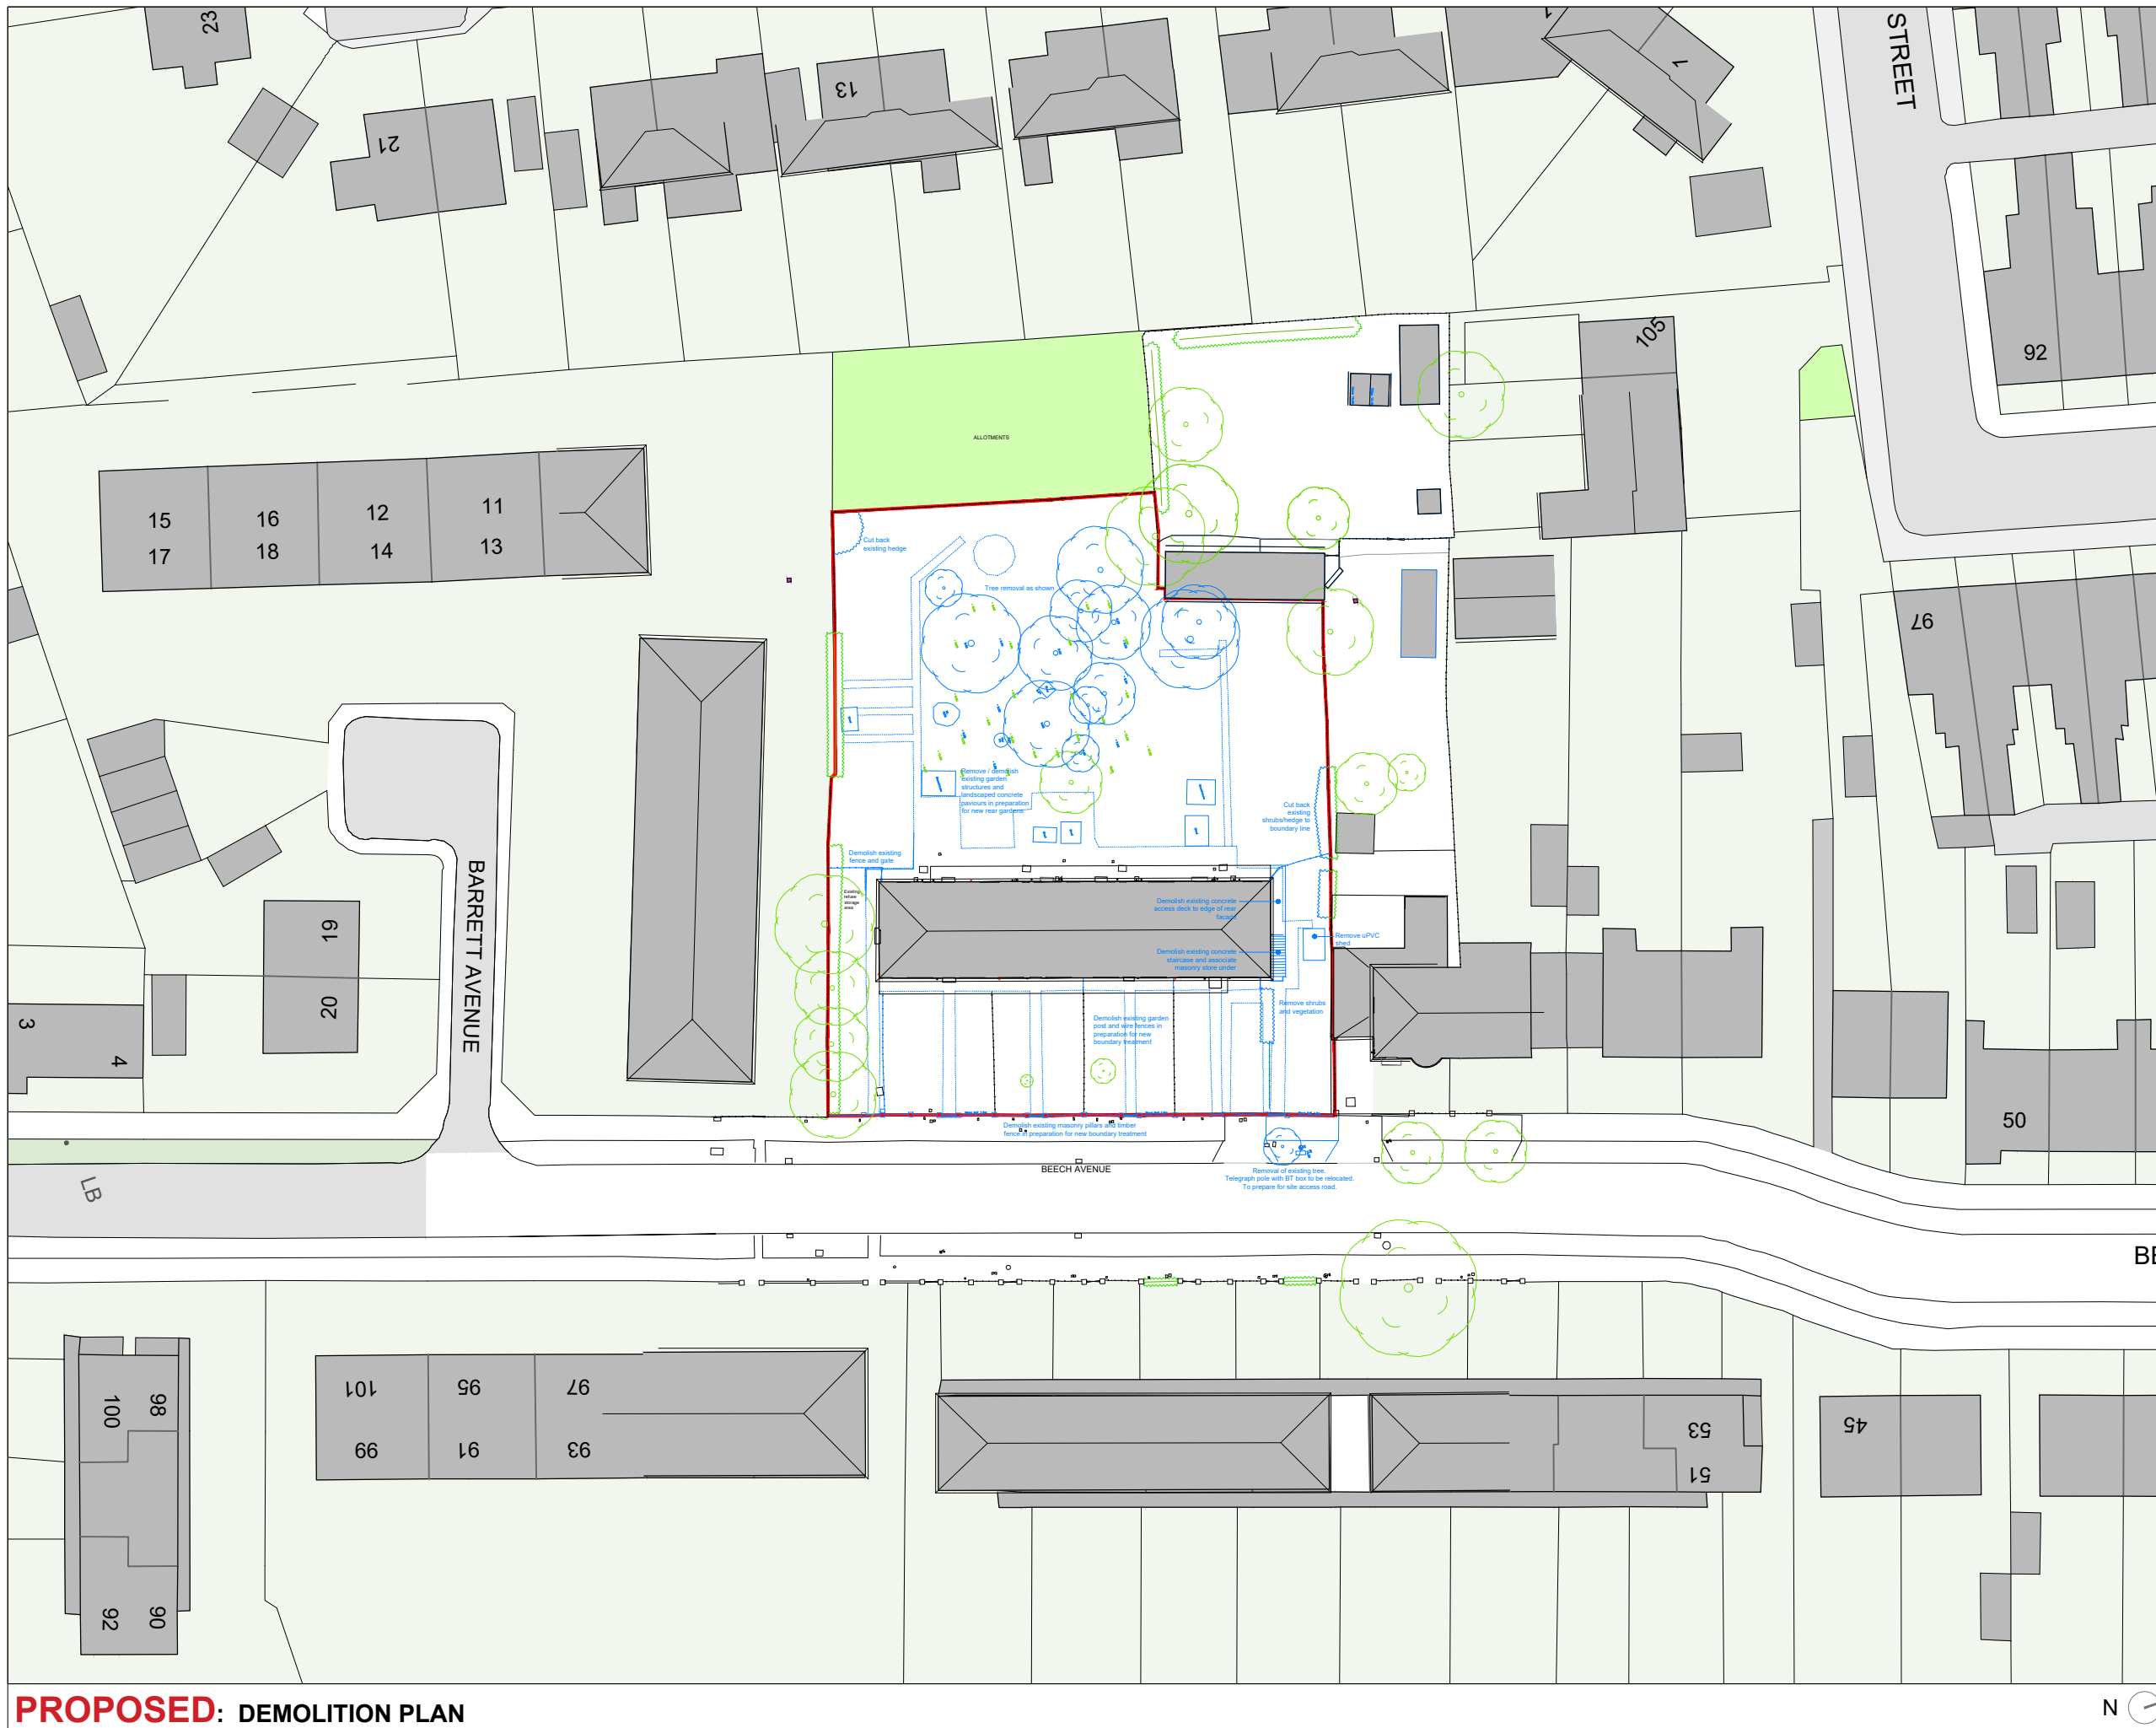 23
21
13
1
STREET
92
105
ALLOTMENTS
15
16
12
11
17
18
14
13
Cut back
existing hedge
Tree removal as shown
97
Remove / demolish
existing garden
structures and
landscaped concrete
paviours in preparation
for new rear gardens
Cut back
existing
shrubs/hedge to
boundary line
Demolish existing
fence and gate
Existing
refuse
storage
area
Demolish existing concrete
access deck to edge of rear
facade
Remove uPVC
shed
Demolish existing concrete
staircase and associate
masonry store under
Remove shrubs
and vegetation
Demolish existing garden
post and wire fences in
preparation for new
boundary treatment
BARRETT AVENUE
19
20
3
4
50
Demolish existing masonry pillars and timber
fence in preparation for new boundary treatment
BEECH AVENUE
Removal of existing tree.
Telegraph pole with BT box to be relocated.
To prepare for site access road.
LB
BE
100
98
92
90
101
95
97
99
91
93
53
51
45
PROPOSED: DEMOLITION PLAN
N